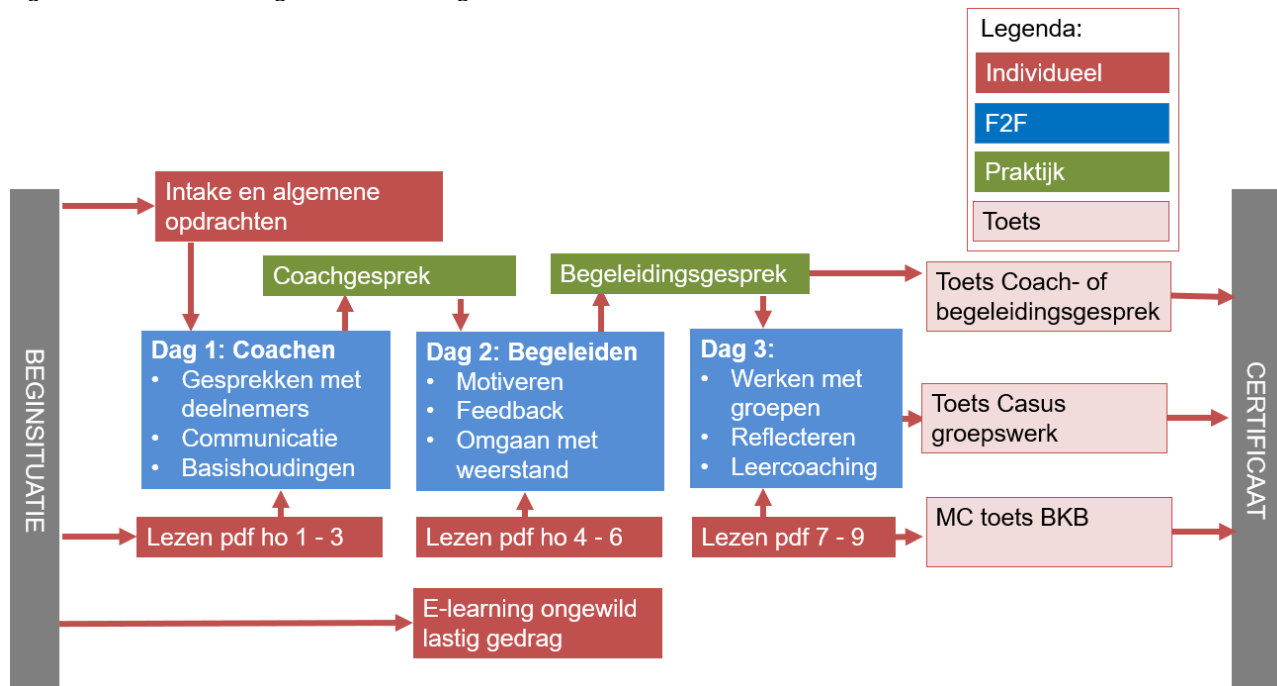 Legenda:
Individueel
F2F
Praktijk
Toets
BEGINSITUATIE
Intake en algemene
opdrachten
Coachgesprek
Begeleidingsgesprek
Toets Coach- of
begeleidingsgesprek
Dag 1: Coachen
• Gesprekken met
deelnemers
• Communicatie
• Basishoudingen
Dag 2: Begeleiden
• Motiveren
• Feedback
• Omgaan met
weerstand
Dag 3:
• Werken met
groepen
• Reflecteren
• Leercoaching
Toets Casus
groepswerk
Lezen pdf ho 1 - 3
Lezen pdf ho 4 - 6
Lezen pdf 7 - 9
MC toets BKB
E-learning ongewild
lastig gedrag
CERTIFICAAT